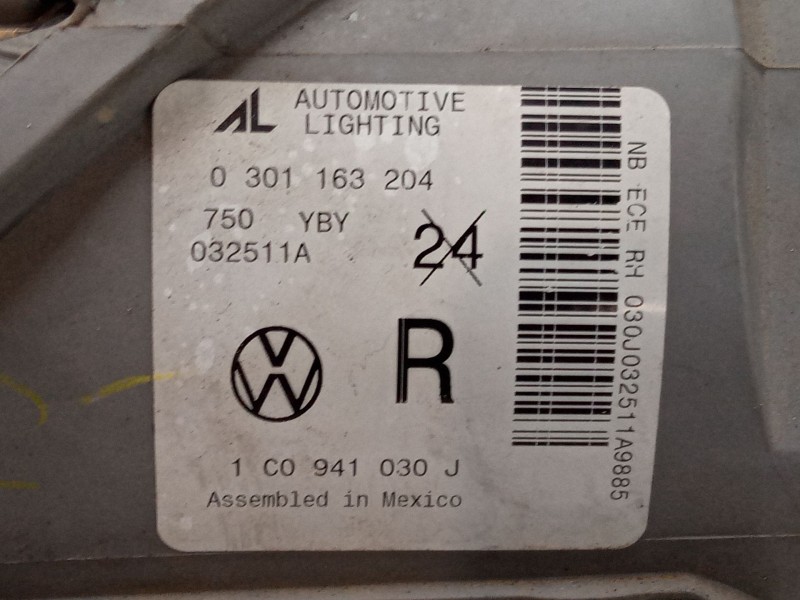 AL AUTOMOTIVE
LIGHTING
0 301 163 204
750 YBY
032511A
24
R
1 C0 941 030 J
Assembled in Mexico
NB ECE RH 030J032511A9885